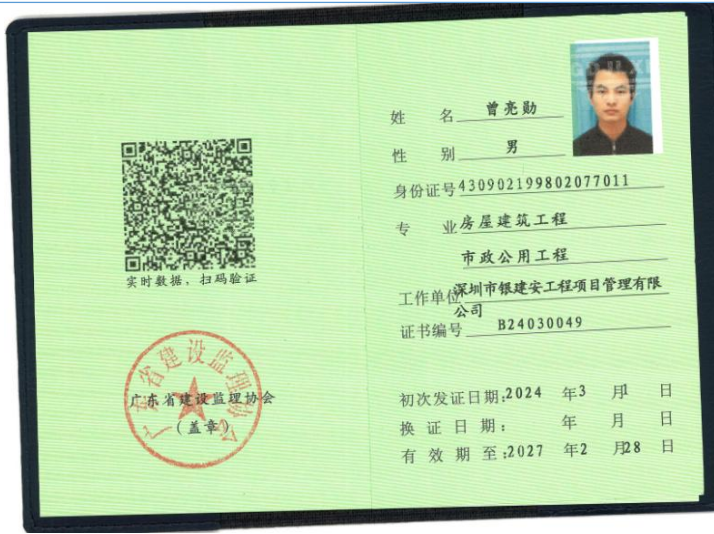 实时数据，扫码验证
广东省建设监理协会
广东省建设监理协会
（盖章）
姓 名 曾亮勋
性 别 男
身份证号 430902199802077011
专 业 房屋建筑工程
市政公用工程
工作单位 深圳市银建安工程项目管理有限
公司
证书编号 B24030049
初次发证日期：2024 年3 月1 日
换 证 日 期： 年 月 日
有 效 期 至：2027 年2 月28 日